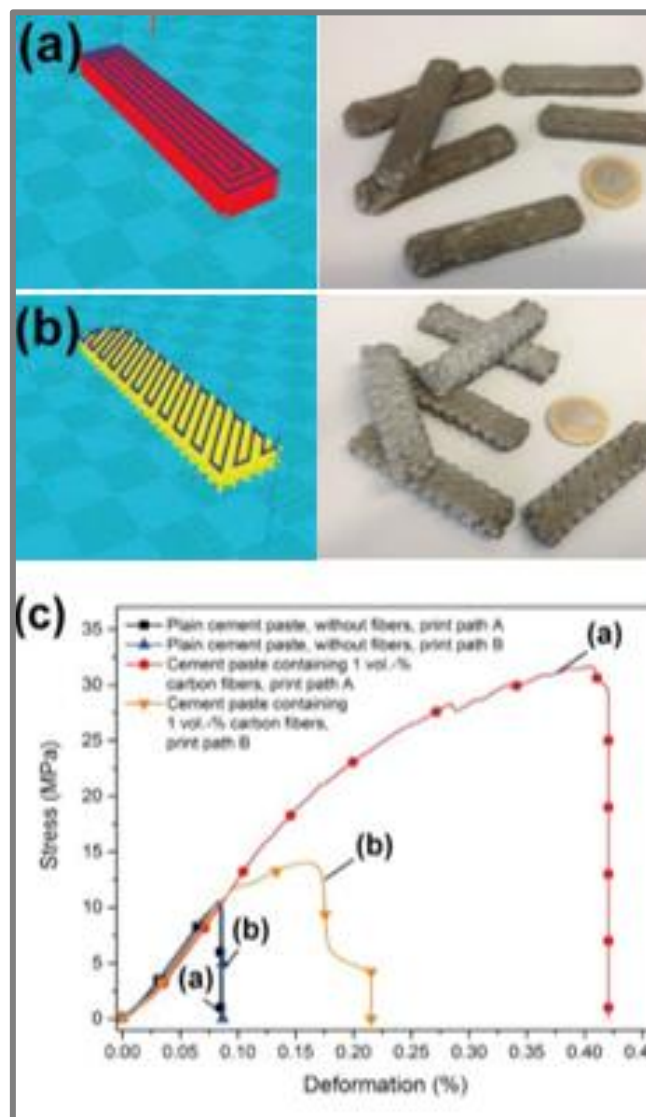 (a)
(b)
(c)
Plain cement paste, without fibers, print path A
Plain cement paste, without fibers, print path B
Cement paste containing 1 vol.-%
carbon fibers, print path A
Cement paste containing
1 vol.-% carbon fibers,
print path B
(a)
(b)
(b)
(a)
35
30
25
20
15
10
5
0
Stress (MPa)
0.00 0.05 0.10 0.15 0.20 0.25 0.30 0.35 0.40
Deformation (%)